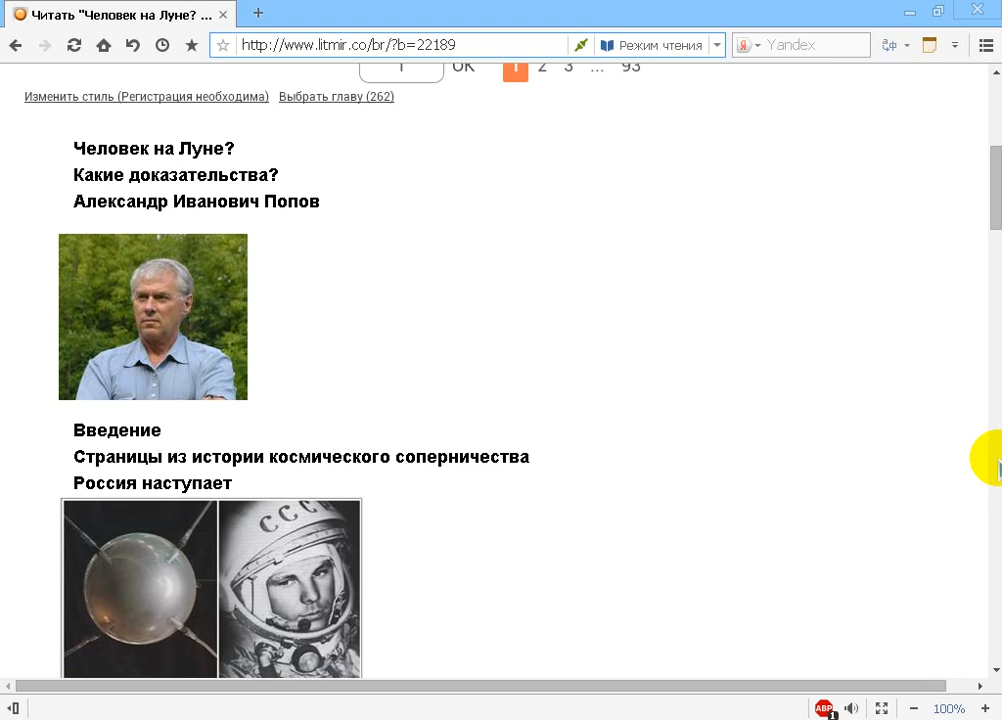 Читать "Человек на Луне? ...
http://www.litmir.co/br/?b=22189
Режим чтения
Yandex
1 OK 1 2 3 ... 93
Изменить стиль (Регистрация необходима) Выбрать главу (262)
Человек на Луне?
Какие доказательства?
Александр Иванович Попов
Введение
Страницы из истории космического соперничества
Россия наступает
СССР
ABP
1
100%